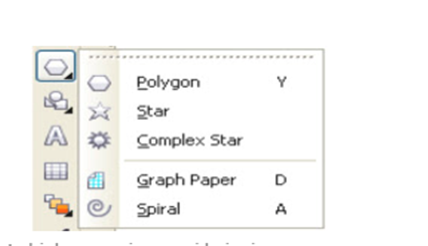 Polygon Y
Star
Complex Star
Graph Paper D
Spiral A